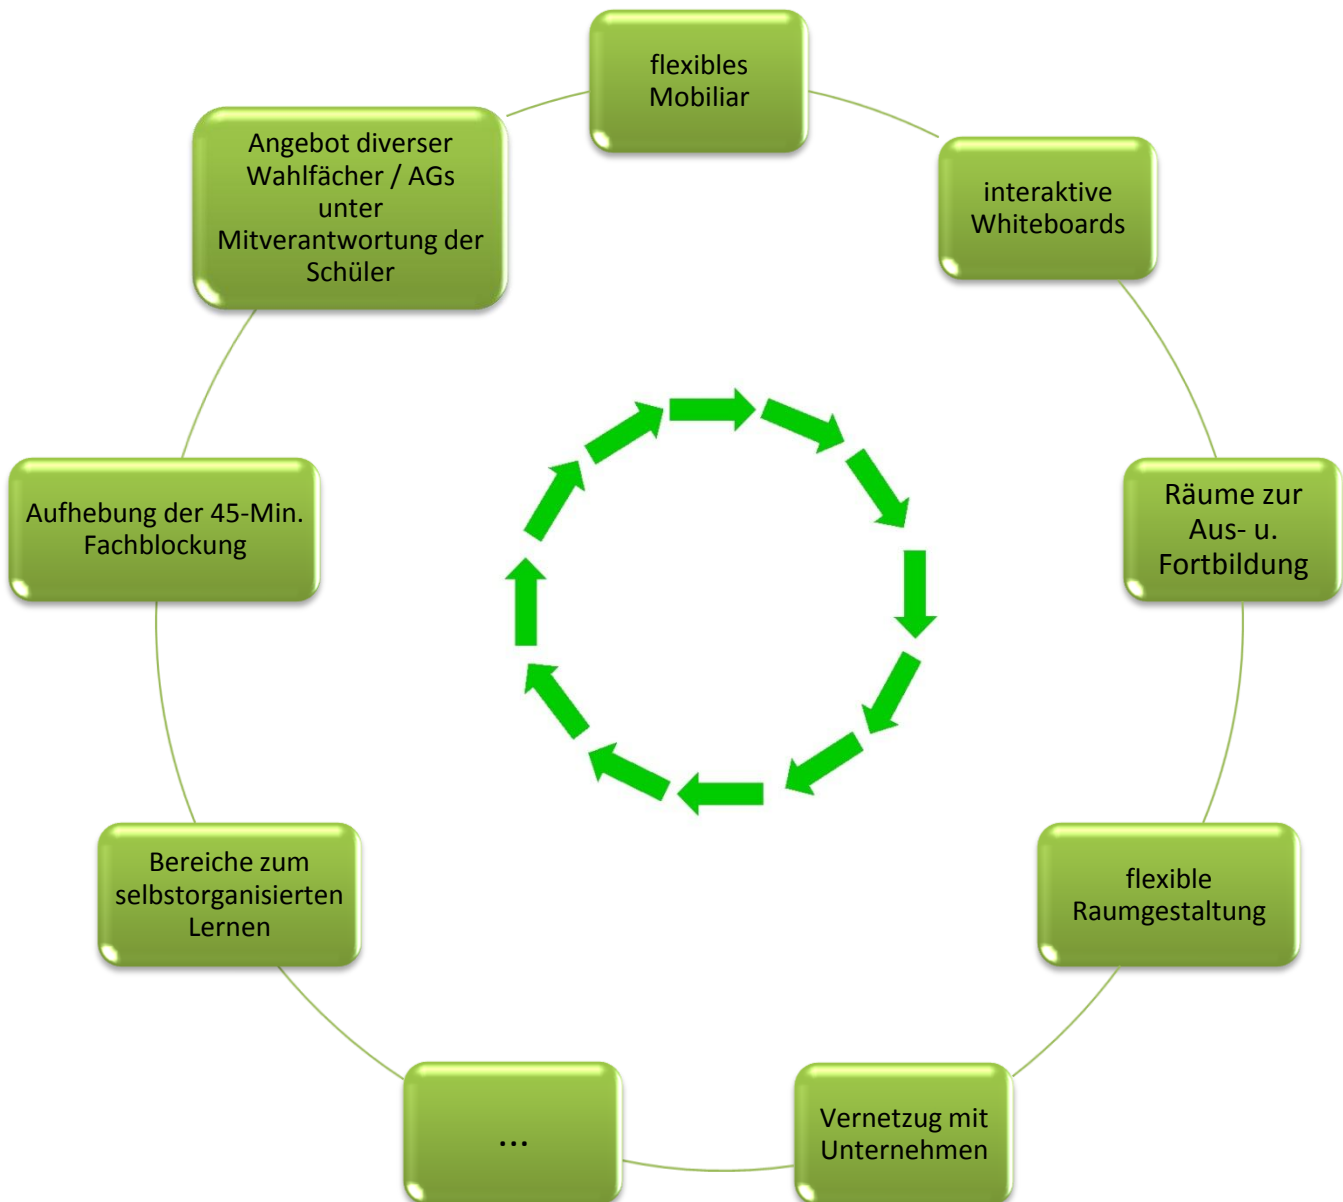 flexibles
Mobiliar
interaktive
Whiteboards
Räume zur
Aus- u.
Fortbildung
flexible
Raumgestaltung
Vernetzug mit
Unternehmen
...
Bereiche zum
selbstorganisierten
Lernen
Aufhebung der 45-Min.
Fachblockung
Angebot diverser
Wahlfächer / AGs
unter
Mitverantwortung der
Schüler